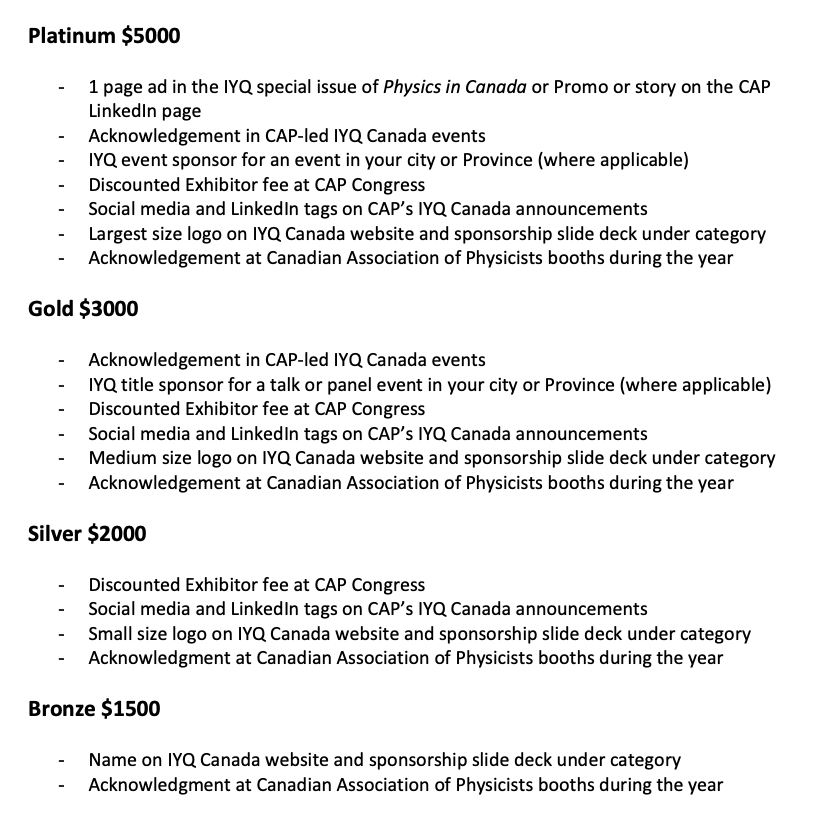 Platinum $5000
- 1 page ad in the IYQ special issue of Physics in Canada or Promo or story on the CAP
LinkedIn page
- Acknowledgement in CAP-led IYQ Canada events
- IYQ event sponsor for an event in your city or Province (where applicable)
- Discounted Exhibitor fee at CAP Congress
- Social media and LinkedIn tags on CAP’s IYQ Canada announcements
- Largest size logo on IYQ Canada website and sponsorship slide deck under category
- Acknowledgement at Canadian Association of Physicists booths during the year
Gold $3000
- Acknowledgement in CAP-led IYQ Canada events
- IYQ title sponsor for a talk or panel event in your city or Province (where applicable)
- Discounted Exhibitor fee at CAP Congress
- Social media and LinkedIn tags on CAP’s IYQ Canada announcements
- Medium size logo on IYQ Canada website and sponsorship slide deck under category
- Acknowledgement at Canadian Association of Physicists booths during the year
Silver $2000
- Discounted Exhibitor fee at CAP Congress
- Social media and LinkedIn tags on CAP’s IYQ Canada announcements
- Small size logo on IYQ Canada website and sponsorship slide deck under category
- Acknowledgment at Canadian Association of Physicists booths during the year
Bronze $1500
- Name on IYQ Canada website and sponsorship slide deck under category
- Acknowledgment at Canadian Association of Physicists booths during the year